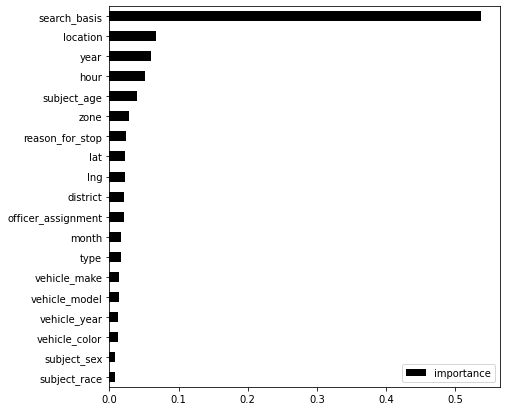 search_basis
location
year
hour
subject_age
zone
reason_for_stop
lat
lng
district
officer_assignment
month
type
vehicle_make
vehicle_model
vehicle_year
vehicle_color
subject_sex
subject_race
importance
0.0 0.1 0.2 0.3 0.4 0.5